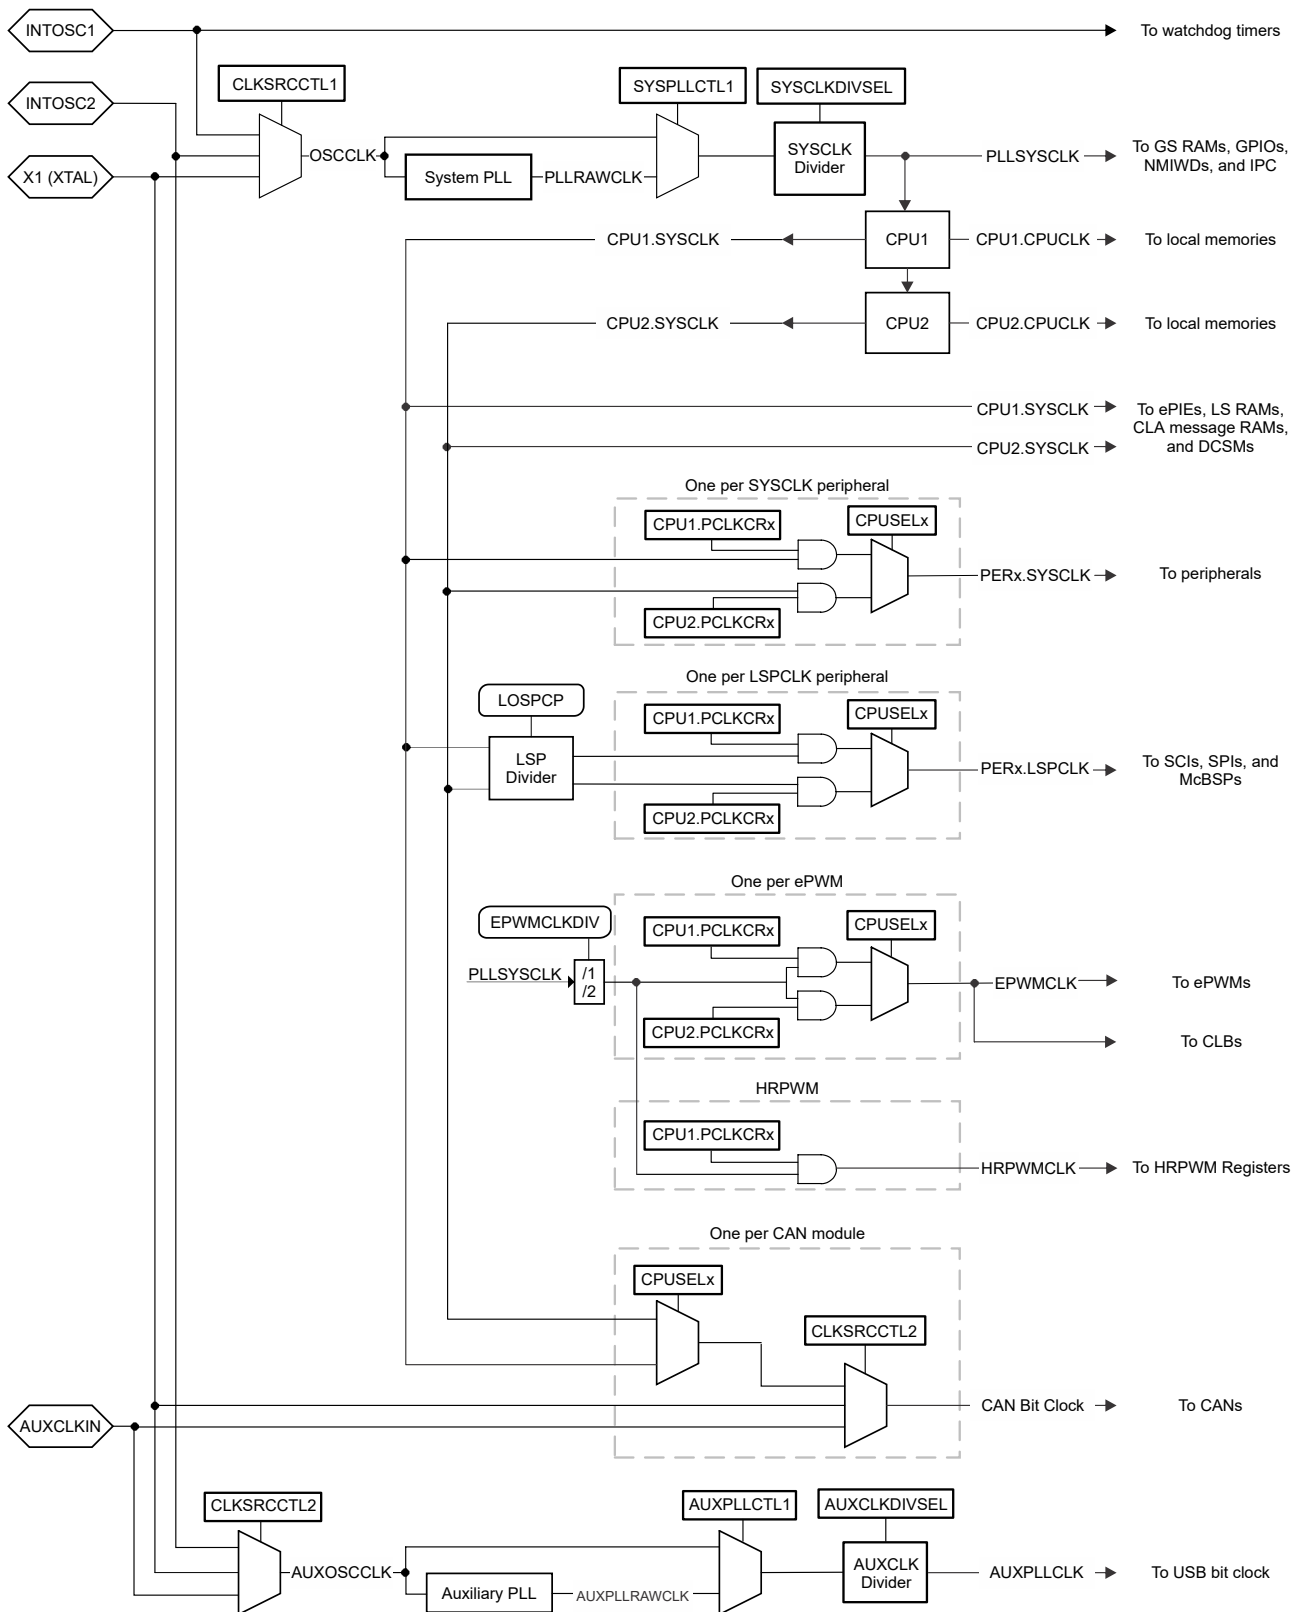 INTOSC1
To watchdog timers
CLKSRCCTL1
SYSPLLCTL1
SYSCLKDIVSEL
INTOSC2
OSCCLK
SYSCLK
Divider
PLLSYSCLK
To GS RAMs, GPIOs,
NMIWDs, and IPC
X1 (XTAL)
System PLL
PLLRAWCLK
CPU1.SYSCLK
CPU1
CPU1.CPUCLK
To local memories
CPU2.SYSCLK
CPU2
CPU2.CPUCLK
To local memories
CPU1.SYSCLK
To ePIEs, LS RAMs,
CLA message RAMs,
and DCSMs
CPU2.SYSCLK
One per SYSCLK peripheral
CPU1.PCLKCRx
CPUSELx
PERx.SYSCLK
To peripherals
CPU2.PCLKCRx
One per LSPCLK peripheral
LOSPCP
CPU1.PCLKCRx
CPUSELx
LSP
Divider
PERx.LSPCLK
To SCIs, SPIs, and
McBSPs
CPU2.PCLKCRx
One per ePWM
EPWMCLKDIV
CPU1.PCLKCRx
CPUSELx
PLLSYSCLK
/1
/2
EPWMCLK
To ePWMs
CPU2.PCLKCRx
To CLBs
HRPWM
CPU1.PCLKCRx
HRPWMCLK
To HRPWM Registers
One per CAN module
CPUSELx
CLKSRCCTL2
CAN Bit Clock
To CANs
AUXCLKIN
CLKSRCCTL2
AUXPLLCTL1
AUXCLKDIVSEL
AUXOSCCLK
AUXCLK
Divider
AUXPLLCLK
To USB bit clock
Auxiliary PLL
AUXPLLRAWCLK